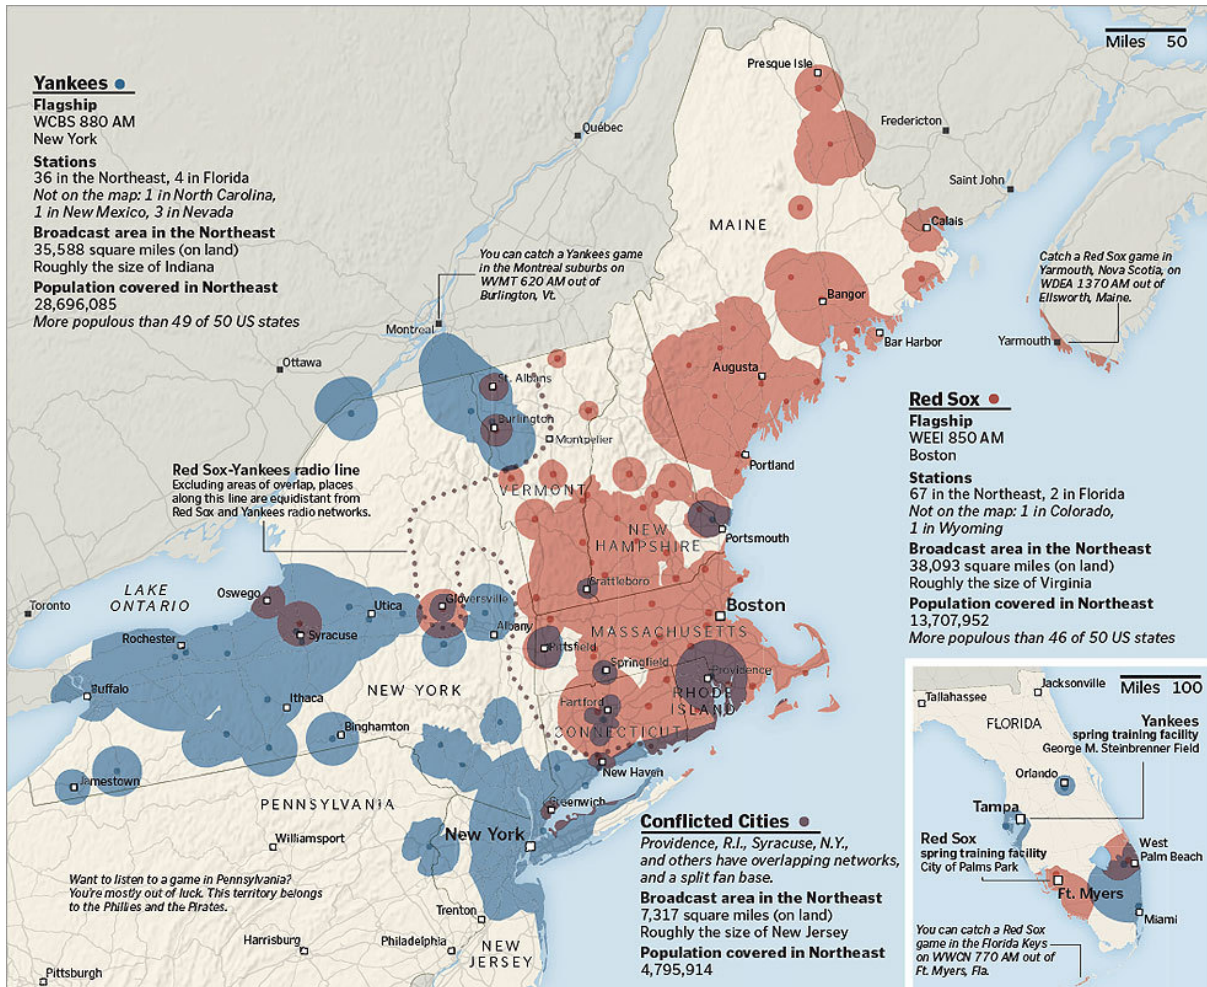 Miles 50
Presque Isle
Yankees
Flagship
WCBS 880 AM
New York
Stations
36 in the Northeast, 4 in Florida
Not on the map: 1 in North Carolina,
1 in New Mexico, 3 in Nevada
Broadcast area in the Northeast
35,588 square miles (on land)
Roughly the size of Indiana
Population covered in Northeast
28,696,085
More populous than 49 of 50 US states
Québec
Fredericton
Saint John
MAINE
Calais
You can catch a Yankees game
in the Montreal suburbs on
WVMT 620 AM out of
Burlington, Vt.
Catch a Red Sox game in
Yarmouth, Nova Scotia, on
WDEA 1370 AM out of
Ellsworth, Maine.
Bangor
Montreal
Bar Harbor
Yarmouth
Ottawa
Augusta
St. Albans
Burlington
Montpelier
Portland
Red Sox
Flagship
WEEI 850 AM
Boston
Stations
67 in the Northeast, 2 in Florida
Not on the map: 1 in Colorado,
1 in Wyoming
Broadcast area in the Northeast
38,093 square miles (on land)
Roughly the size of Virginia
Population covered in Northeast
13,707,952
More populous than 46 of 50 US states
Red Sox-Yankees radio line
Excluding areas of overlap, places
along this line are equidistant from
Red Sox and Yankees radio networks.
VERMONT
NEW
HAMPSHIRE
Portsmouth
LAKE
ONTARIO
Toronto
Oswego
Utica
Gloversville
Brattleboro
Boston
Rochester
Syracuse
Albany
MASSACHUSETTS
Pittsfield
Springfield
Providence
Buffalo
Ithaca
NEW YORK
Hartford
RHODE
ISLAND
Binghamton
CONNECTICUT
Jamestown
New Haven
PENNSYLVANIA
Greenwich
Williamsport
New York
Want to listen to a game in Pennsylvania?
You're mostly out of luck. This territory belongs
to the Phillies and the Pirates.
Trenton
Harrisburg
Philadelphia
NEW
JERSEY
Pittsburgh
Conflicted Cities
Providence, R.I., Syracuse, N.Y.,
and others have overlapping networks,
and a split fan base.
Broadcast area in the Northeast
7,317 square miles (on land)
Roughly the size of New Jersey
Population covered in Northeast
4,795,914
Jacksonville
Miles 100
Tallahassee
FLORIDA
Yankees
spring training facility
George M. Steinbrenner Field
Orlando
Tampa
Red Sox
spring training facility
City of Palms Park
West
Palm Beach
Ft. Myers
Miami
You can catch a Red Sox
game in the Florida Keys
on WWCN 770 AM out of
Ft. Myers, Fla.